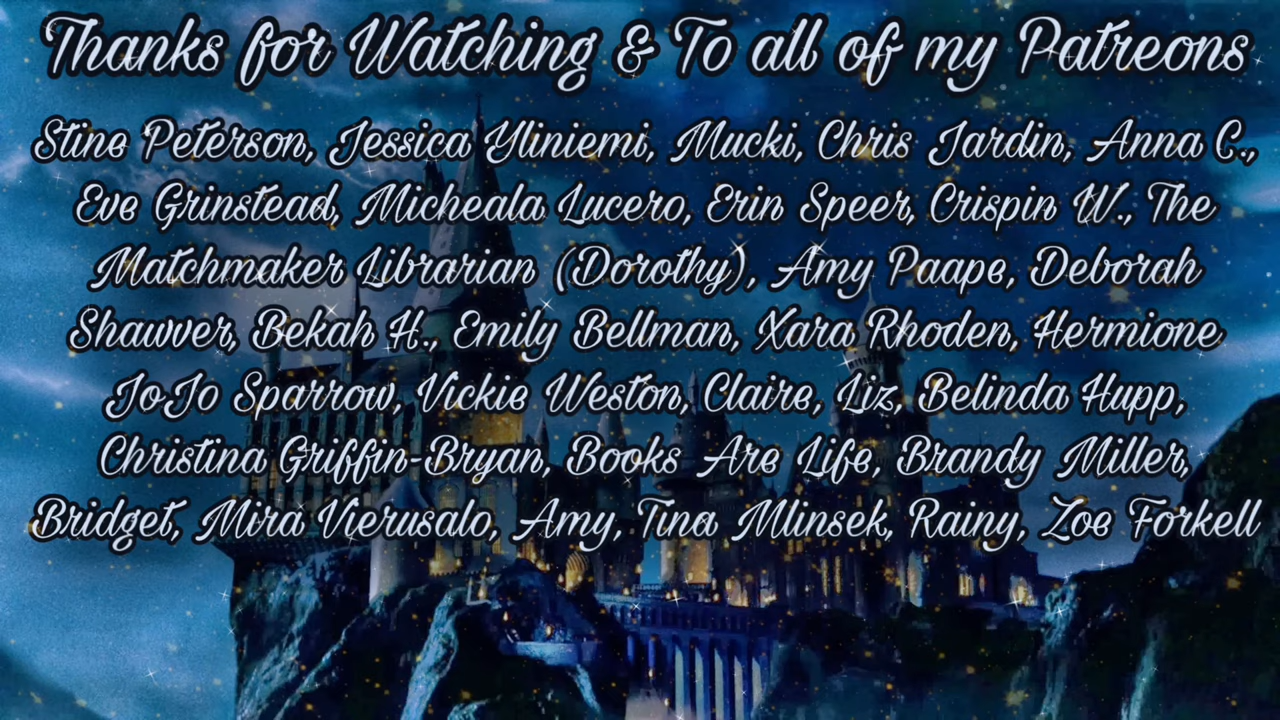 Thanks for Watching & To all of my Patreons
Stine Peterson, Jessica Yliniemi, Mucki, Chris Jardin, Anna C.,
Eve Grinstead, Micheala Lucero, Erin Speer, Crispin W., The
Matchmaker Librarian (Dorothy), Amy Paape, Deborah
Shawver, Bekah H., Emily Bellman, Xara Rhoden, Hermione
JoJo Sparrow, Vickie Weston, Claire, Liz, Belinda Hupp,
Christina Griffin-Bryan, Books Are Life, Brandy Miller,
Bridget, Mira Vierusalo, Amy, Tina Mlinsek, Rainy, Zoe Forkell